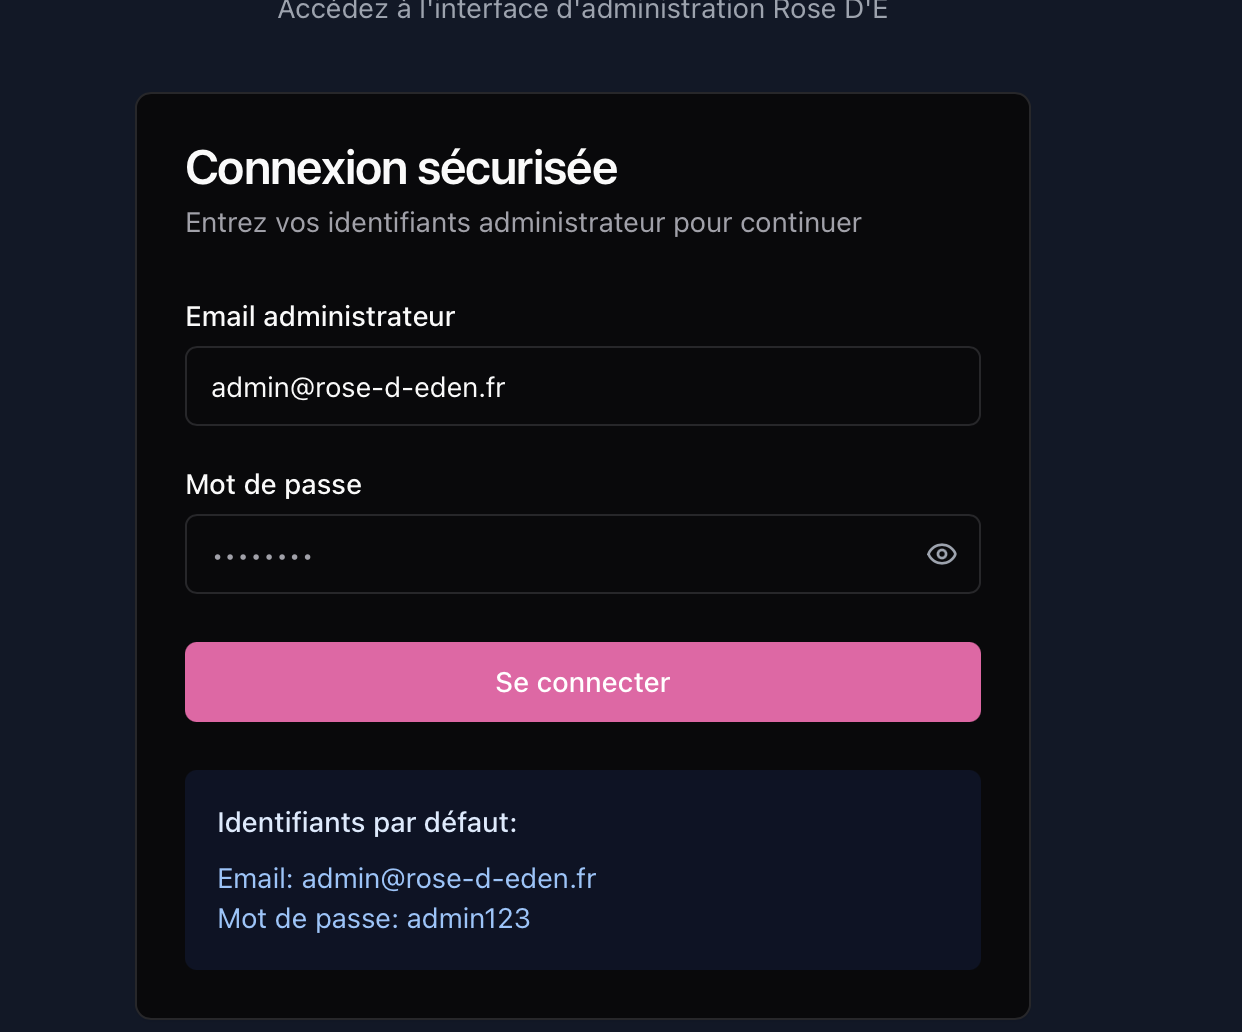 Accédez à l'interface d'administration Rose D'E
Connexion sécurisée
Entrez vos identifiants administrateur pour continuer
Email administrateur
admin@rose-d-eden.fr
Mot de passe
••••••••
Se connecter
Identifiants par défaut:
Email: admin@rose-d-eden.fr
Mot de passe: admin123